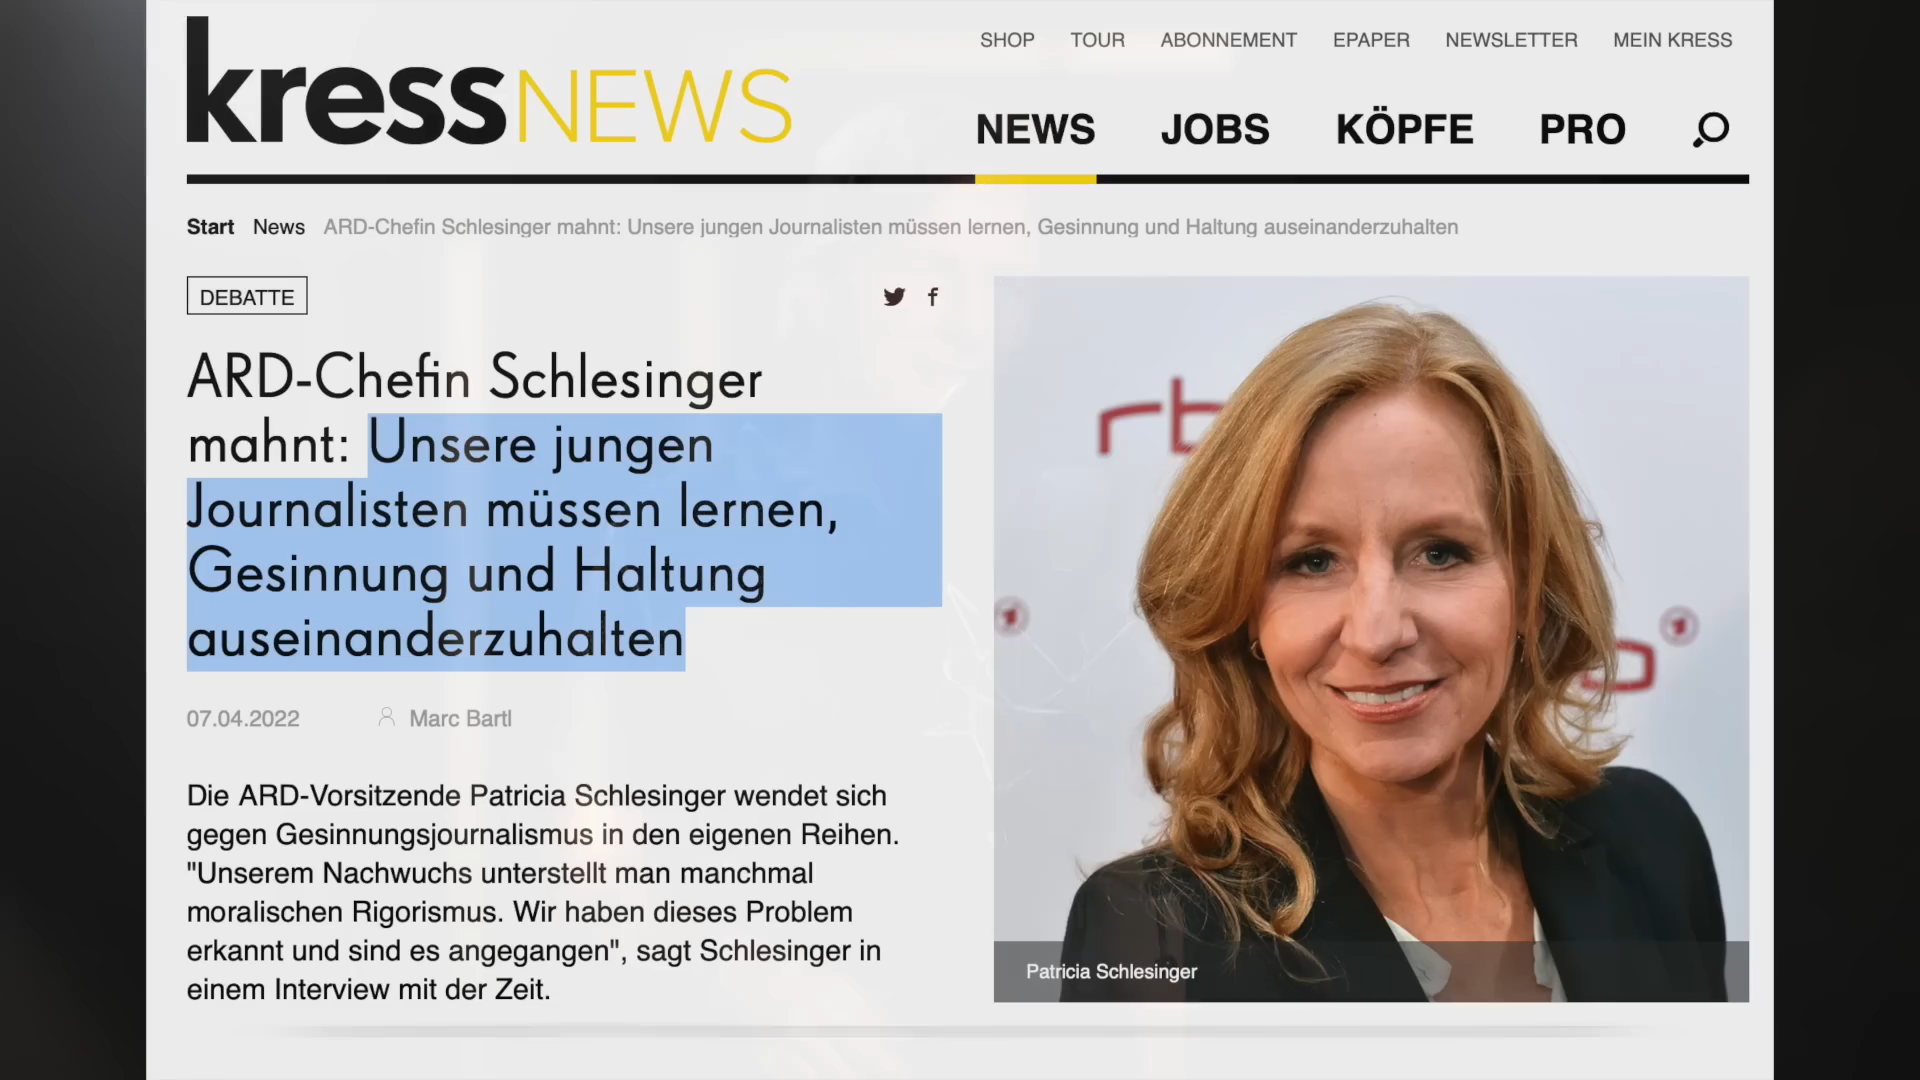 kressNEWS
SHOP TOUR ABONNEMENT EPAPER NEWSLETTER MEIN KRESS
NEWS JOBS KÖPFE PRO
Start News ARD-Chefin Schlesinger mahnt: Unsere jungen Journalisten müssen lernen, Gesinnung und Haltung auseinanderzuhalten
DEBATTE
ARD-Chefin Schlesinger
mahnt: Unsere jungen
Journalisten müssen lernen,
Gesinnung und Haltung
auseinanderzuhalten
07.04.2022 Marc Bartl
Die ARD-Vorsitzende Patricia Schlesinger wendet sich
gegen Gesinnungsjournalismus in den eigenen Reihen.
"Unserem Nachwuchs unterstellt man manchmal
moralischen Rigorismus. Wir haben dieses Problem
erkannt und sind es angegangen", sagt Schlesinger in
einem Interview mit der Zeit.
Patricia Schlesinger